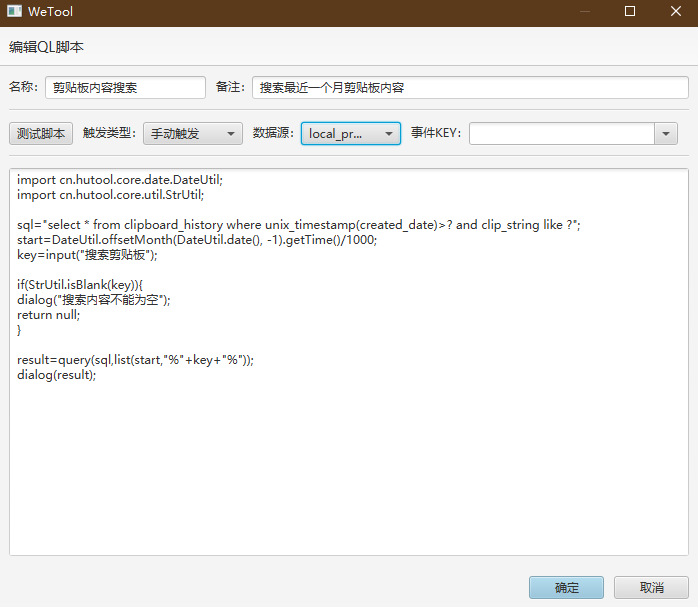 WeTool
编辑QL脚本
名称: 剪贴板内容搜索 备注: 搜索最近一个月剪贴板内容
测试脚本 触发类型: 手动触发 数据源: local_pr... 事件KEY:
import cn.hutool.core.date.DateUtil;
import cn.hutool.core.util.StrUtil;
sql="select * from clipboard_history where unix_timestamp(created_date)>? and clip_string like ?";
start=DateUtil.offsetMonth(DateUtil.date(), -1).getTime()/1000;
key=input("搜索剪贴板");
if(StrUtil.isBlank(key)){
dialog("搜索内容不能为空");
return null;
}
result=query(sql,list(start,"%"+key+"%"));
dialog(result);
确定 取消